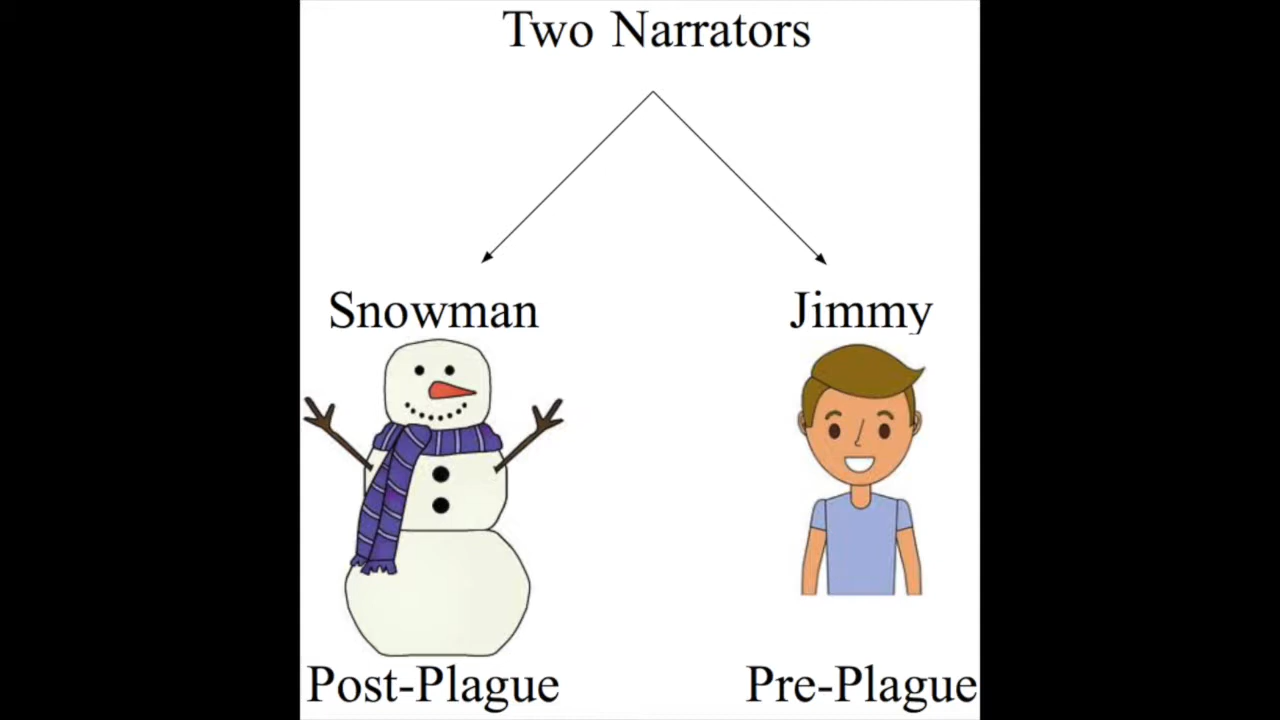 Two Narrators
Snowman
Jimmy
Post-Plague
Pre-Plague